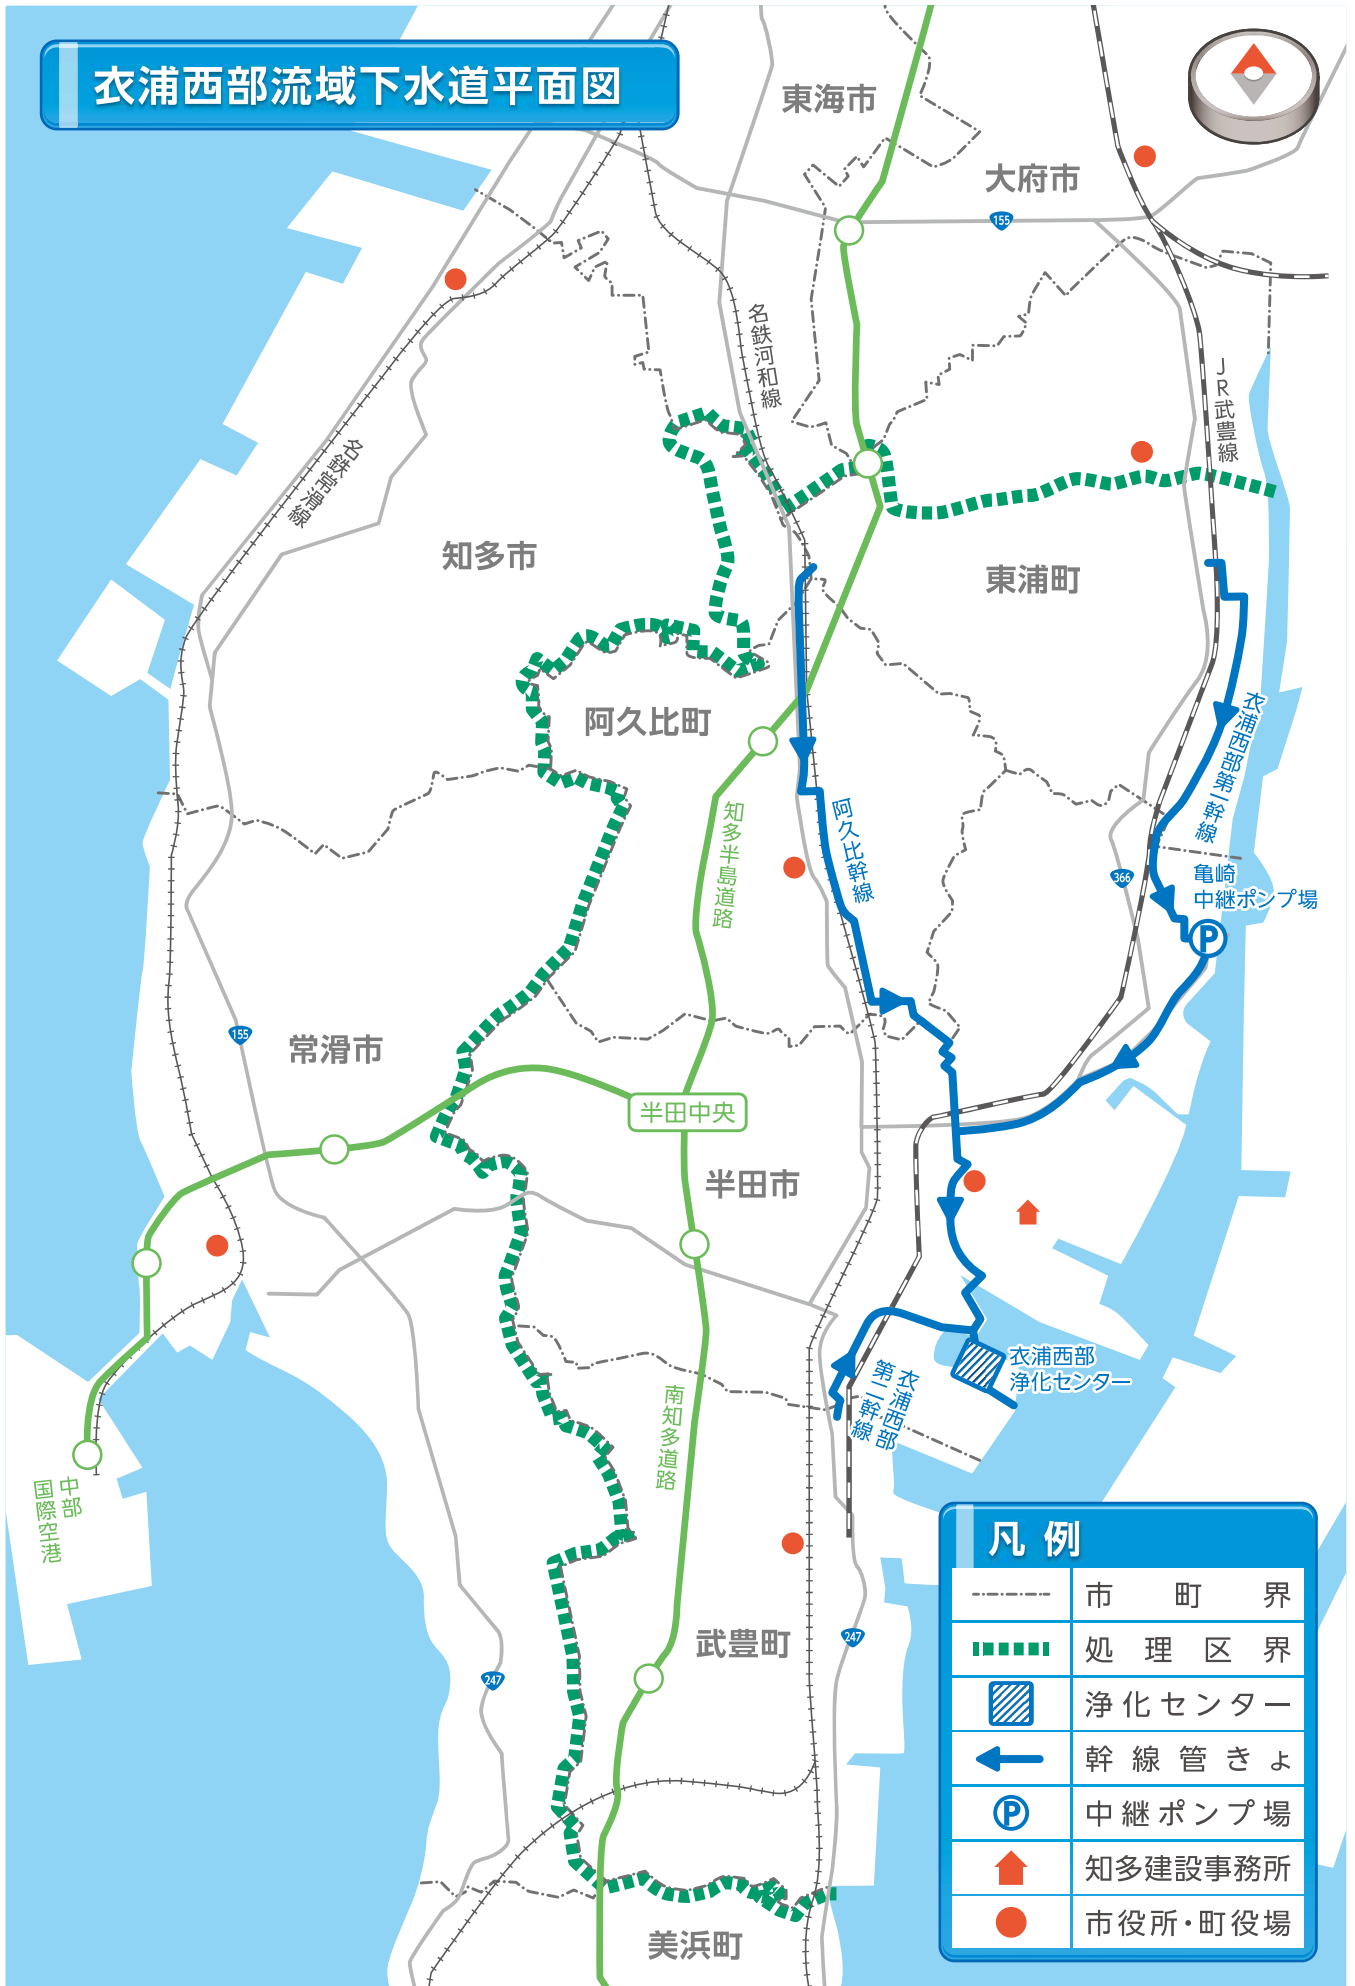 衣浦西部流域下水道平面図
東海市
大府市
155
名鉄河和線
JR武豊線
名鉄常滑線
知多市
東浦町
阿久比町
衣浦西部第一幹線
知多半島道路
阿久比幹線
366
亀崎
中継ポンプ場
P
155
常滑市
半田中央
半田市
衣浦西部
浄化センター
衣浦西部
第二幹線
南知多道路
中部
国際空港
武豊町
247
247
美浜町
凡 例
市 町 界
処 理 区 界
浄化センター
幹 線 管 き ょ
P
中継ポンプ場
知多建設事務所
市役所・町役場